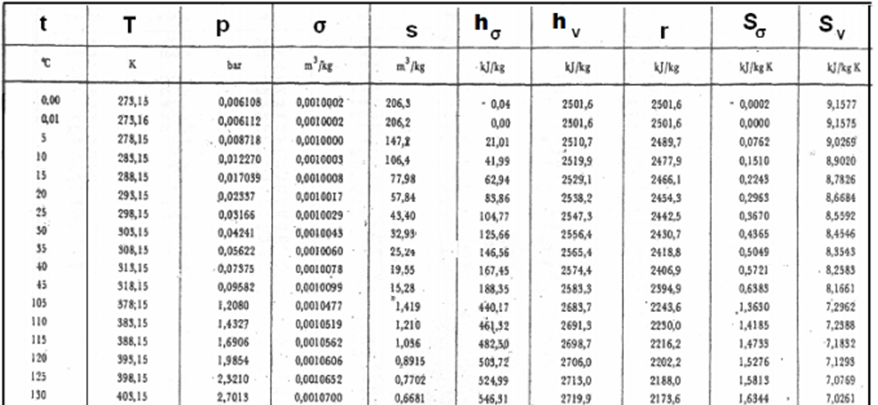 t T p σ s hσ hv r Sσ Sv
°C K bar m³/kg m³/kg kJ/kg kJ/kg kJ/kg kJ/kg K kJ/kg K
0,00 273,15 0,006108 0,0010002 206,3 - 0,04 2501,6 2501,6 0,0002 9,1577
0,01 273,16 0,006112 0,0010002 206,2 0,00 2501,6 2501,6 0,0000 9,1575
5 278,15 0,008718 0,0010000 147,2 21,01 2510,7 2489,7 0,0762 9,0269
10 283,15 0,012270 0,0010003 106,4 41,99 2519,9 2477,9 0,1510 8,9020
15 288,15 0,017039 0,0010008 77,98 62,94 2529,1 2466,1 0,2243 8,7826
20 293,15 0,02337 0,0010017 57,84 83,86 2538,2 2454,3 0,2963 8,6684
25 298,15 0,03166 0,0010029 43,40 104,77 2547,3 2442,5 0,3670 8,5592
30 303,15 0,04241 0,0010043 32,93 125,66 2556,4 2430,7 0,4365 8,4546
35 308,15 0,05622 0,0010060 25,24 146,56 2565,4 2418,8 0,5049 8,3543
40 313,15 0,07375 0,0010078 19,55 167,45 2574,4 2406,9 0,5721 8,2583
45 318,15 0,09582 0,0010099 15,28 188,35 2583,3 2394,9 0,6383 8,1661
105 378,15 1,2080 0,0010477 1,419 440,17 2683,7 2243,6 1,3630 7,2962
110 383,15 1,4327 0,0010519 1,210 461,32 2691,3 2230,0 1,4185 7,2388
115 388,15 1,6906 0,0010562 1,036 482,30 2698,7 2216,2 1,4733 7,1832
120 393,15 1,9854 0,0010606 0,8915 503,72 2706,0 2202,2 1,5276 7,1293
125 398,15 2,3210 0,0010652 0,7702 524,99 2713,0 2188,0 1,5813 7,0769
130 403,15 2,7013 0,0010700 0,6681 546,31 2719,9 2173,6 1,6344 7,0261